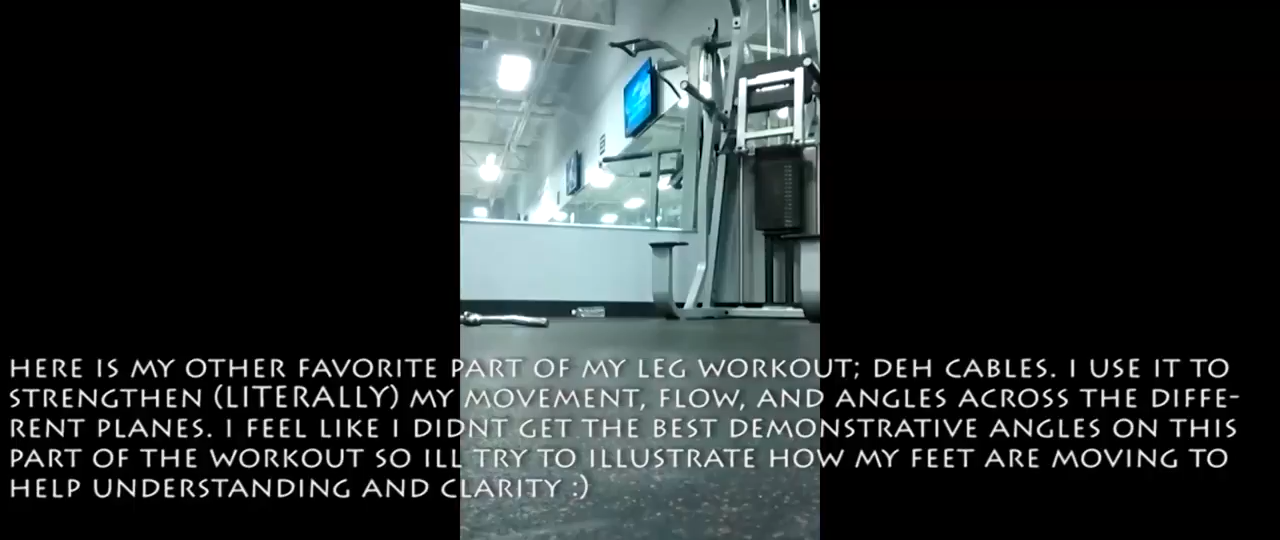 HERE IS MY OTHER FAVORITE PART OF MY LEG WORKOUT; DEH CABLES. I USE IT TO
STRENGTHEN (LITERALLY) MY MOVEMENT, FLOW, AND ANGLES ACROSS THE DIFFE-
RENT PLANES. I FEEL LIKE I DIDNT GET THE BEST DEMONSTRATIVE ANGLES ON THIS
PART OF THE WORKOUT SO ILL TRY TO ILLUSTRATE HOW MY FEET ARE MOVING TO
HELP UNDERSTANDING AND CLARITY :)